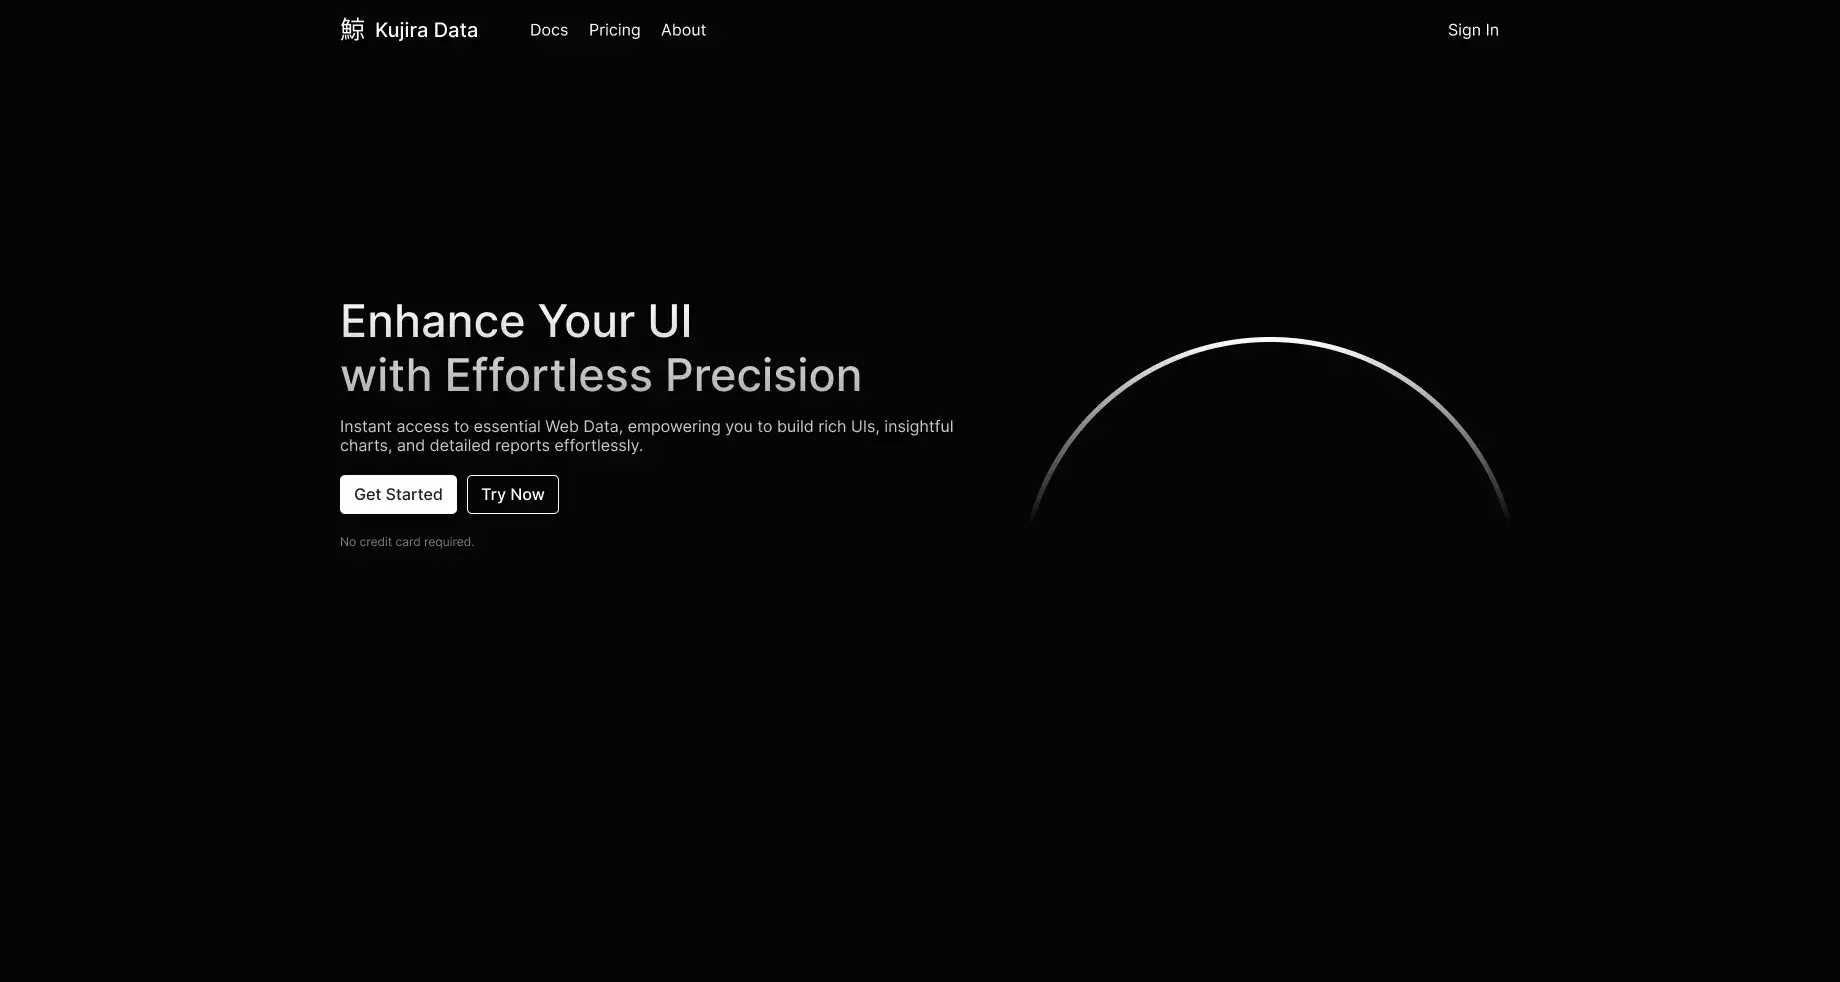 鯨 Kujira Data
Docs
Pricing
About
Sign In
Enhance Your UI
with Effortless Precision
Instant access to essential Web Data, empowering you to build rich UIs, insightful
charts, and detailed reports effortlessly.
Get Started
Try Now
No credit card required.